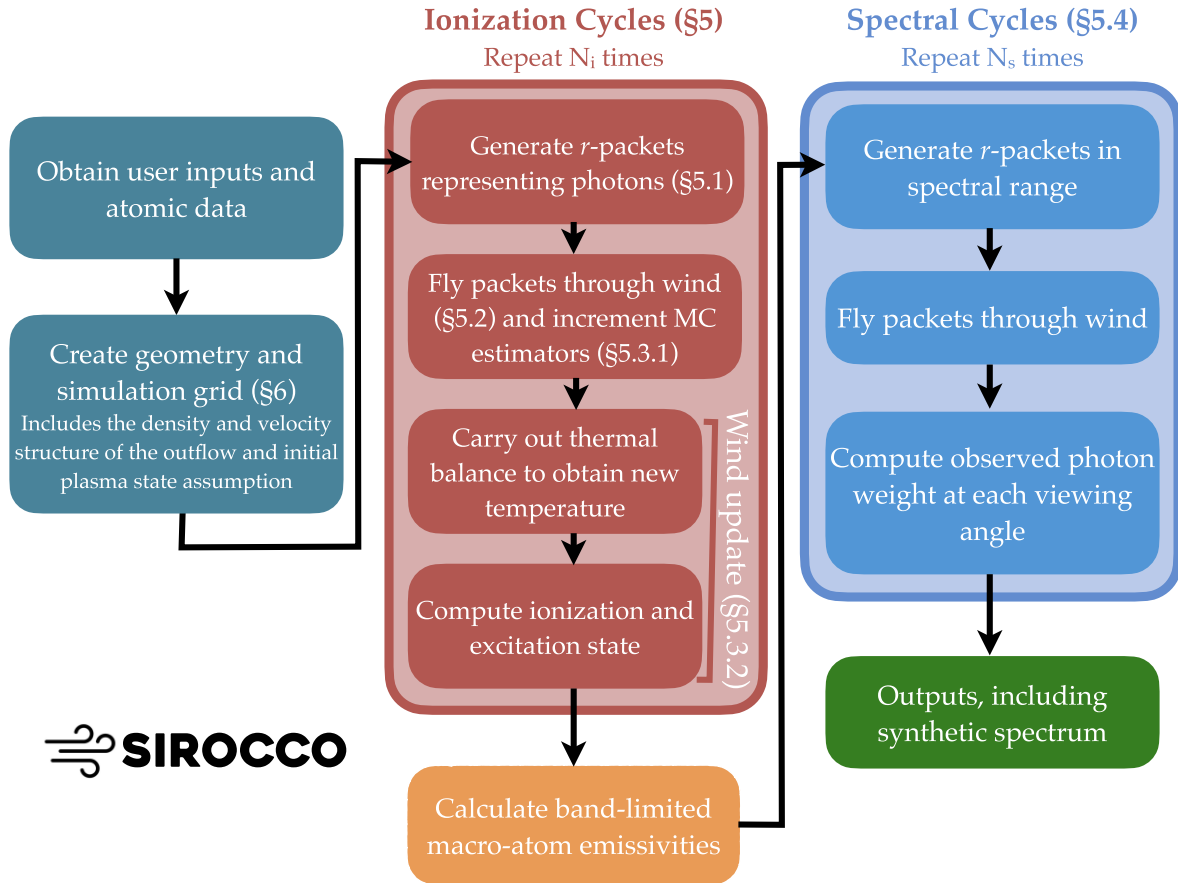 Obtain user inputs and
atomic data
Create geometry and
simulation grid (§6)
Includes the density and velocity
structure of the outflow and initial
plasma state assumption
Ionization Cycles (§5)
Repeat Nᵢ times
Generate r-packets
representing photons (§5.1)
Fly packets through wind
(§5.2) and increment MC
estimators (§5.3.1)
Carry out thermal
balance to obtain new
temperature
Compute ionization and
excitation state
Wind update (§5.3.2)
Calculate band-limited
macro-atom emissivities
Spectral Cycles (§5.4)
Repeat Nₛ times
Generate r-packets in
spectral range
Fly packets through wind
Compute observed photon
weight at each viewing
angle
Outputs, including
synthetic spectrum
SIROCCO